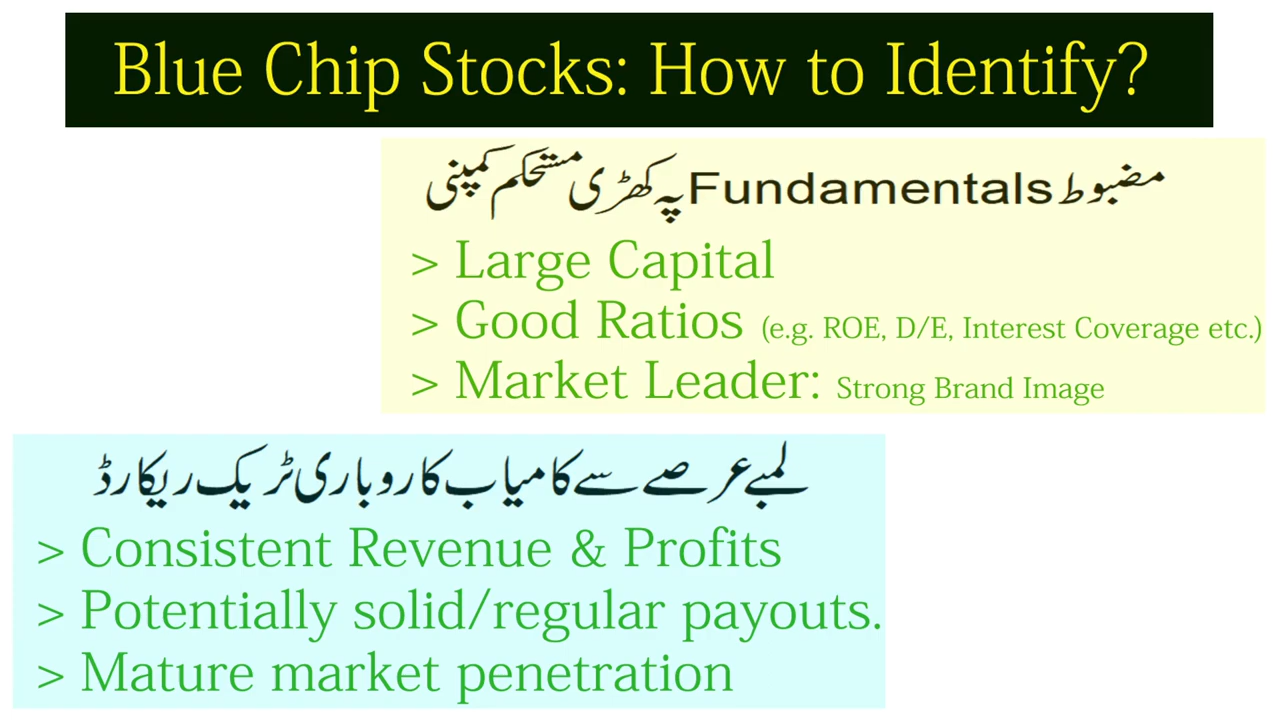 Blue Chip Stocks: How to Identify?
مضبوط Fundamentals پہ کھڑی مستحکم کمپنی
> Large Capital
> Good Ratios (e.g. ROE, D/E, Interest Coverage etc.)
> Market Leader: Strong Brand Image
لمبے عرصے سے کامیاب کاروباری ٹریک ریکارڈ
> Consistent Revenue & Profits
> Potentially solid/regular payouts.
> Mature market penetration